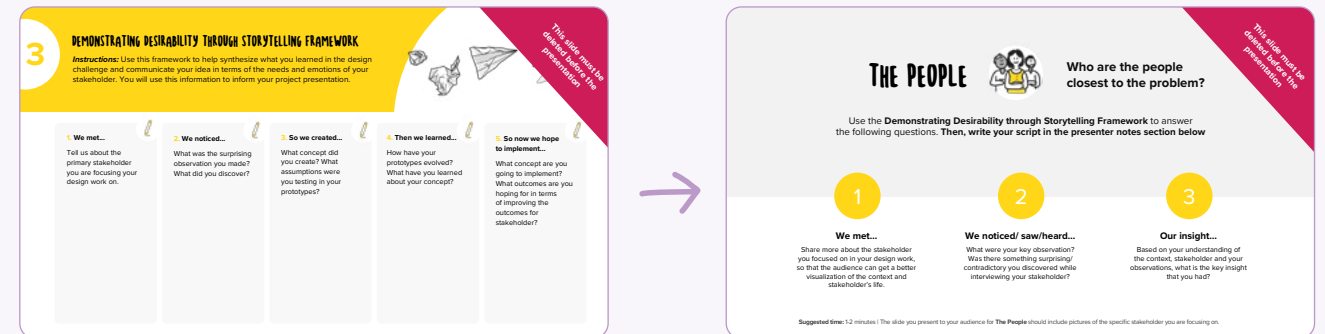 3
DEMONSTRATING DESIRABILITY THROUGH STORYTELLING FRAMEWORK
Instructions: Use this framework to help synthesize what you learned in the design
challenge and communicate your idea in terms of the needs and emotions of your
stakeholder. You will use this information to inform your project presentation.
This slide must be
deleted before the
presentation
1. We met...
Tell us about the
primary stakeholder
you are focusing your
design work on.
2. We noticed...
What was the surprising
observation you made?
What did you discover?
3. So we created...
What concept did
you create? What
assumptions were
you testing in your
prototypes?
4. Then we learned...
How have your
prototypes evolved?
What have you learned
about your concept?
5. So now we hope
to implement...
What concept are you
going to implement?
What outcomes are you
hoping for in terms
of improving the
outcomes for
stakeholder?
THE PEOPLE
Who are the people
closest to the problem?
This slide must be
deleted before the
presentation
Use the Demonstrating Desirability through Storytelling Framework to answer
the following questions. Then, write your script in the presenter notes section below
1
We met...
Share more about the stakeholder
you focused on in your design work,
so that the audience can get a better
visualization of the context and
stakeholder's life.
2
We noticed/ saw/heard...
What were your key observation?
Was there something surprising/
contradictory you discovered while
interviewing your stakeholder?
3
Our insight...
Based on your understanding of
the context, stakeholder and your
observations, what is the key insight
that you had?
Suggested time: 1-2 minutes | The slide you present to your audience for The People should include pictures of the specific stakeholder you are focusing on.